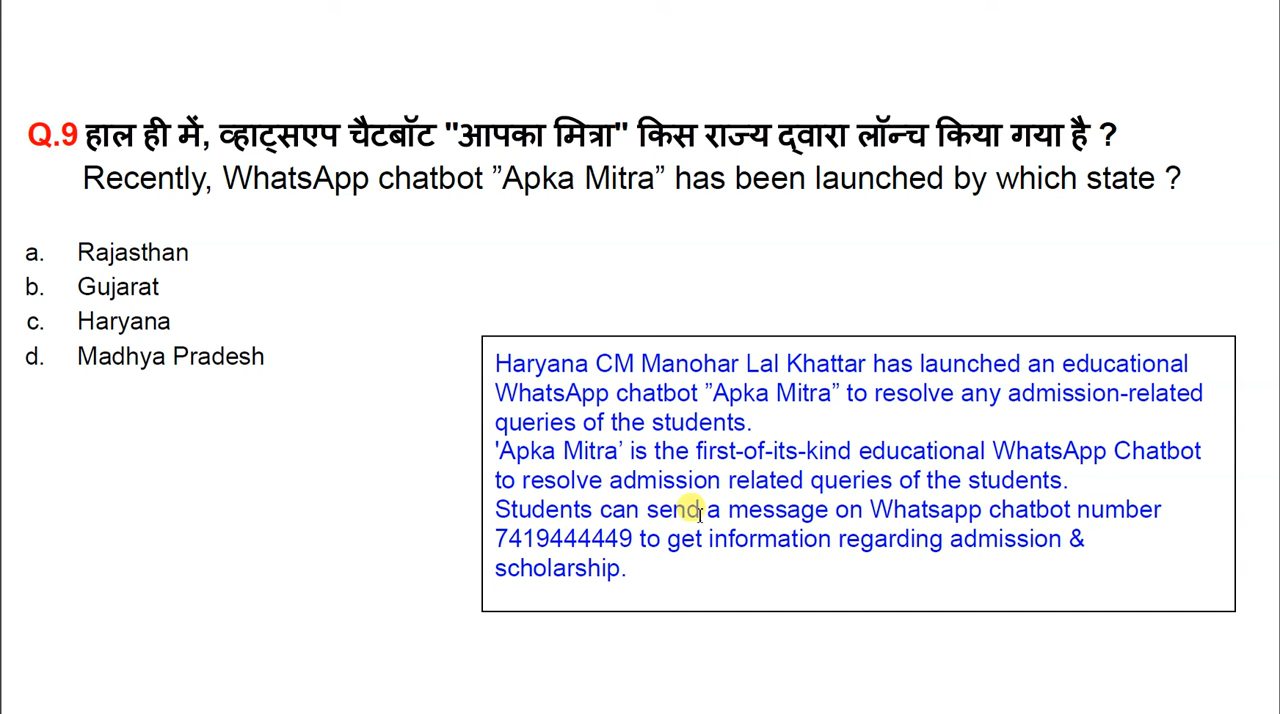 Q.9 हाल ही में, व्हाट्सएप चैटबॉट "आपका मित्रा" किस राज्य द्वारा लॉन्च किया गया है ?
Recently, WhatsApp chatbot ”Apka Mitra” has been launched by which state ?
a. Rajasthan
b. Gujarat
c. Haryana
d. Madhya Pradesh
Haryana CM Manohar Lal Khattar has launched an educational
WhatsApp chatbot ”Apka Mitra” to resolve any admission-related
queries of the students.
'Apka Mitra’ is the first-of-its-kind educational WhatsApp Chatbot
to resolve admission related queries of the students.
Students can send a message on Whatsapp chatbot number
7419444449 to get information regarding admission &
scholarship.